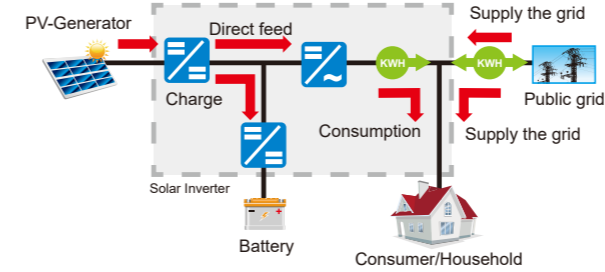 Supply the grid
PV-Generator
Direct feed
KWH
KWH
Charge
Public grid
Consumption
Supply the grid
Solar Inverter
Battery
Consumer/Household